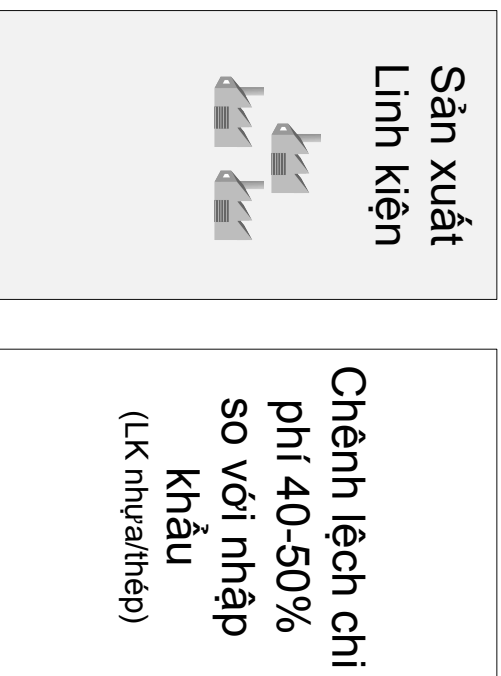 Sản xuất
Linh kiện
Chênh lệch chi
phí 40-50%
so với nhập
khẩu
(LK nhựa/thép)